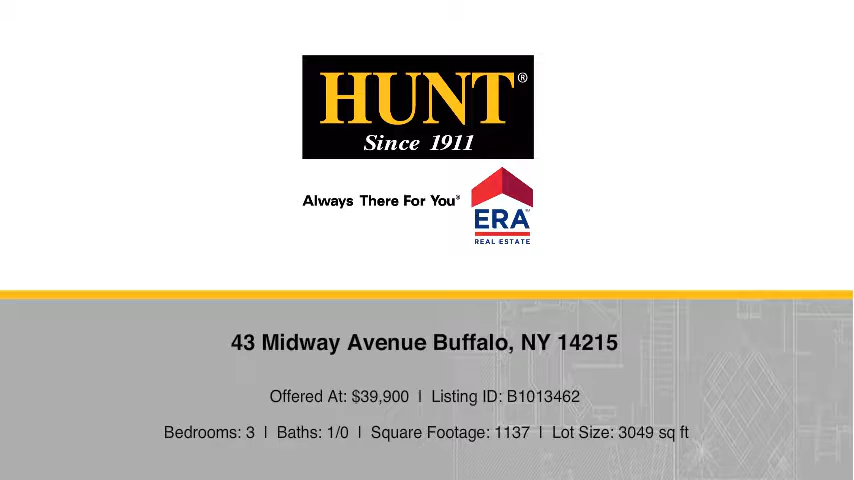 HUNT®
Since 1911
Always There For You®
ERA™
REAL ESTATE
43 Midway Avenue Buffalo, NY 14215
Offered At: $39,900 | Listing ID: B1013462
Bedrooms: 3 | Baths: 1/0 | Square Footage: 1137 | Lot Size: 3049 sq ft